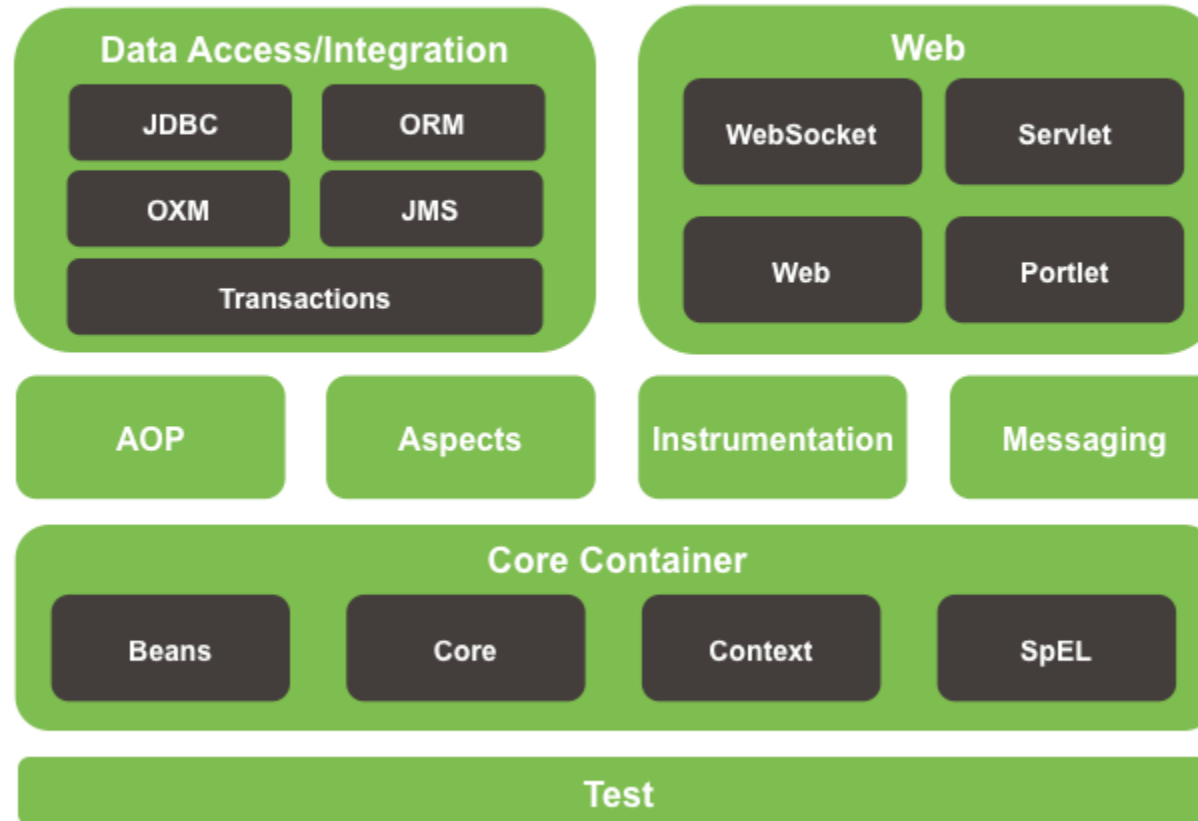 Data Access/Integration
JDBC
ORM
OXM
JMS
Transactions
Web
WebSocket
Servlet
Web
Portlet
AOP
Aspects
Instrumentation
Messaging
Core Container
Beans
Core
Context
SpEL
Test